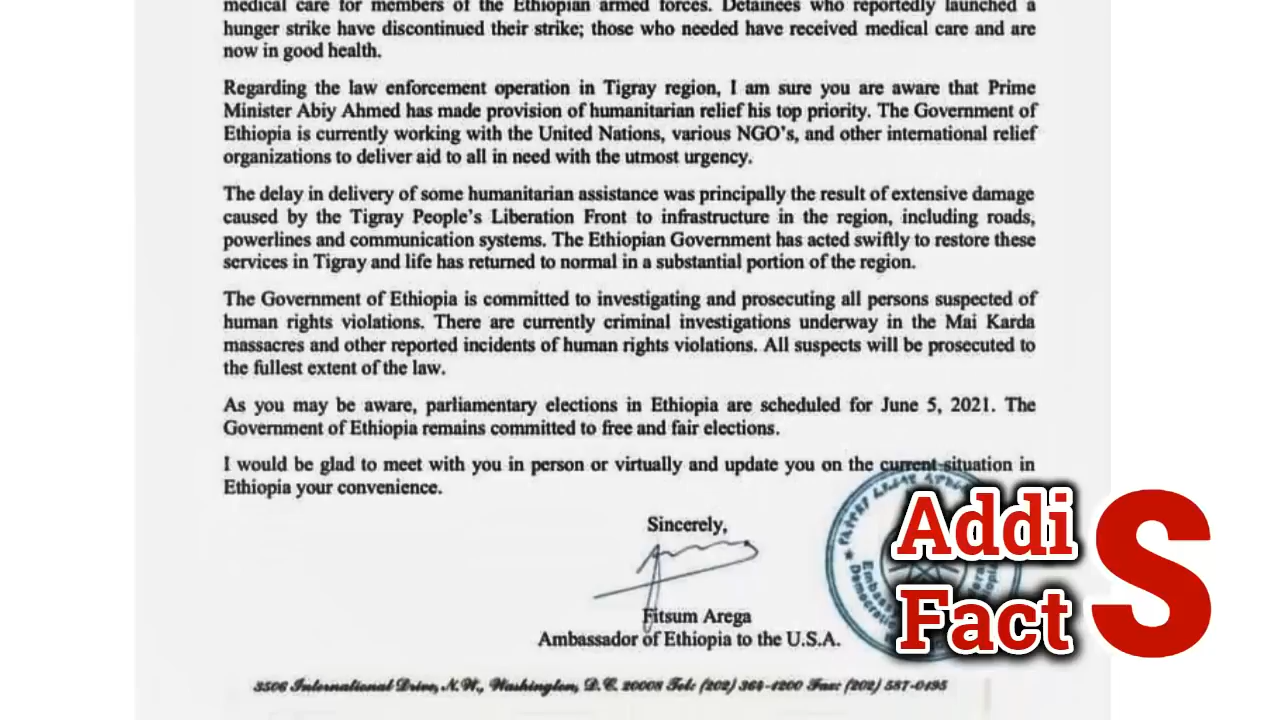 medical care for members of the Ethiopian armed forces. Detainees who reportedly launched a
hunger strike have discontinued their strike; those who needed have received medical care and are
now in good health.
Regarding the law enforcement operation in Tigray region, I am sure you are aware that Prime
Minister Abiy Ahmed has made provision of humanitarian relief his top priority. The Government of
Ethiopia is currently working with the United Nations, various NGO's, and other international relief
organizations to deliver aid to all in need with the utmost urgency.
The delay in delivery of some humanitarian assistance was principally the result of extensive damage
caused by the Tigray People's Liberation Front to infrastructure in the region, including roads,
powerlines and communication systems. The Ethiopian Government has acted swiftly to restore these
services in Tigray and life has returned to normal in a substantial portion of the region.
The Government of Ethiopia is committed to investigating and prosecuting all persons suspected of
human rights violations. There are currently criminal investigations underway in the Mai Karda
massacres and other reported incidents of human rights violations. All suspects will be prosecuted to
the fullest extent of the law.
As you may be aware, parliamentary elections in Ethiopia are scheduled for June 5, 2021. The
Government of Ethiopia remains committed to free and fair elections.
I would be glad to meet with you in person or virtually and update you on the current situation in
Ethiopia your convenience.
Sincerely,
Fitsum Arega
Ambassador of Ethiopia to the U.S.A.
3506 International Drive, N.W., Washington, D.C. 20008 Tel: (202) 364-1200 Fax: (202) 587-0195
Addi S
Fact